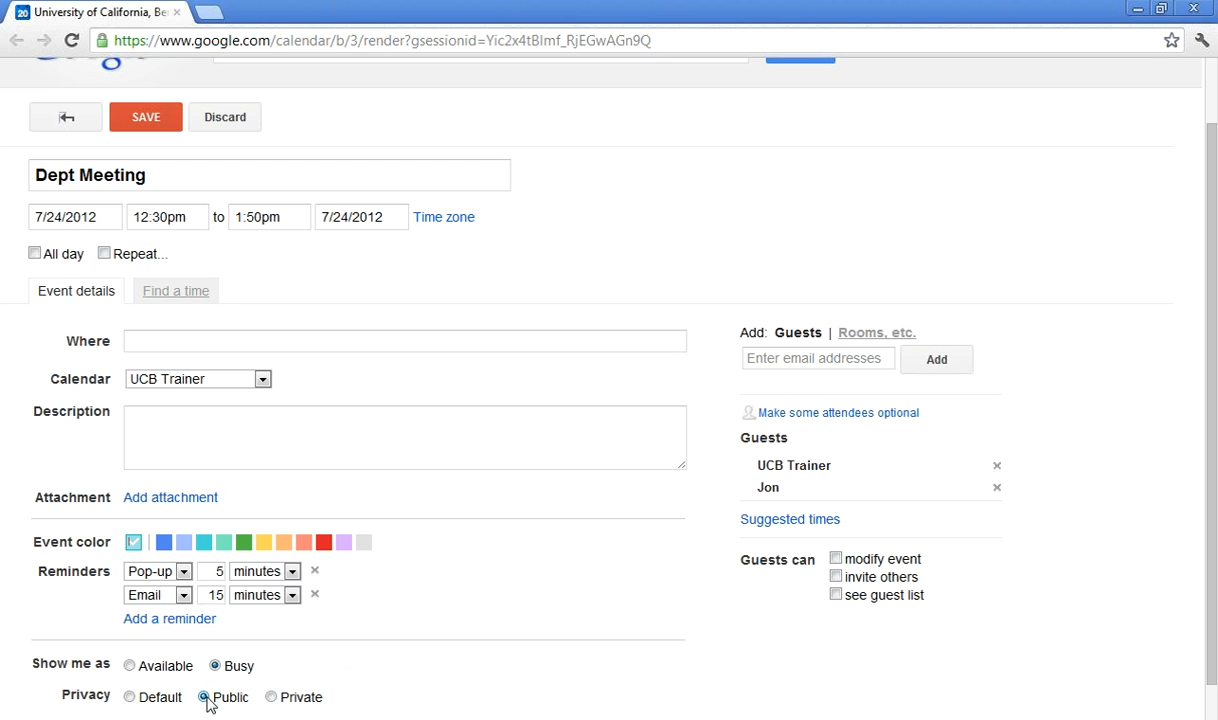 University of California, Be
https://www.google.com/calendar/b/3/render?gsessionid=Yic2x4tBlmf_RjEGwAGn9Q
SAVE Discard
Dept Meeting
7/24/2012 12:30pm to 1:50pm 7/24/2012 Time zone
All day Repeat...
Event details Find a time
Where
Calendar UCB Trainer
Description
Attachment Add attachment
Event color
Reminders Pop-up 5 minutes
Email 15 minutes
Add a reminder
Show me as Available Busy
Privacy Default Public Private
Add: Guests | Rooms, etc.
Enter email addresses Add
Make some attendees optional
Guests
UCB Trainer
Jon
Suggested times
Guests can modify event
invite others
see guest list